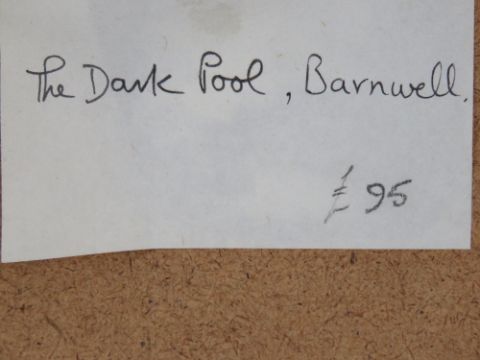 The Dark Pool, Barnwell.
£95